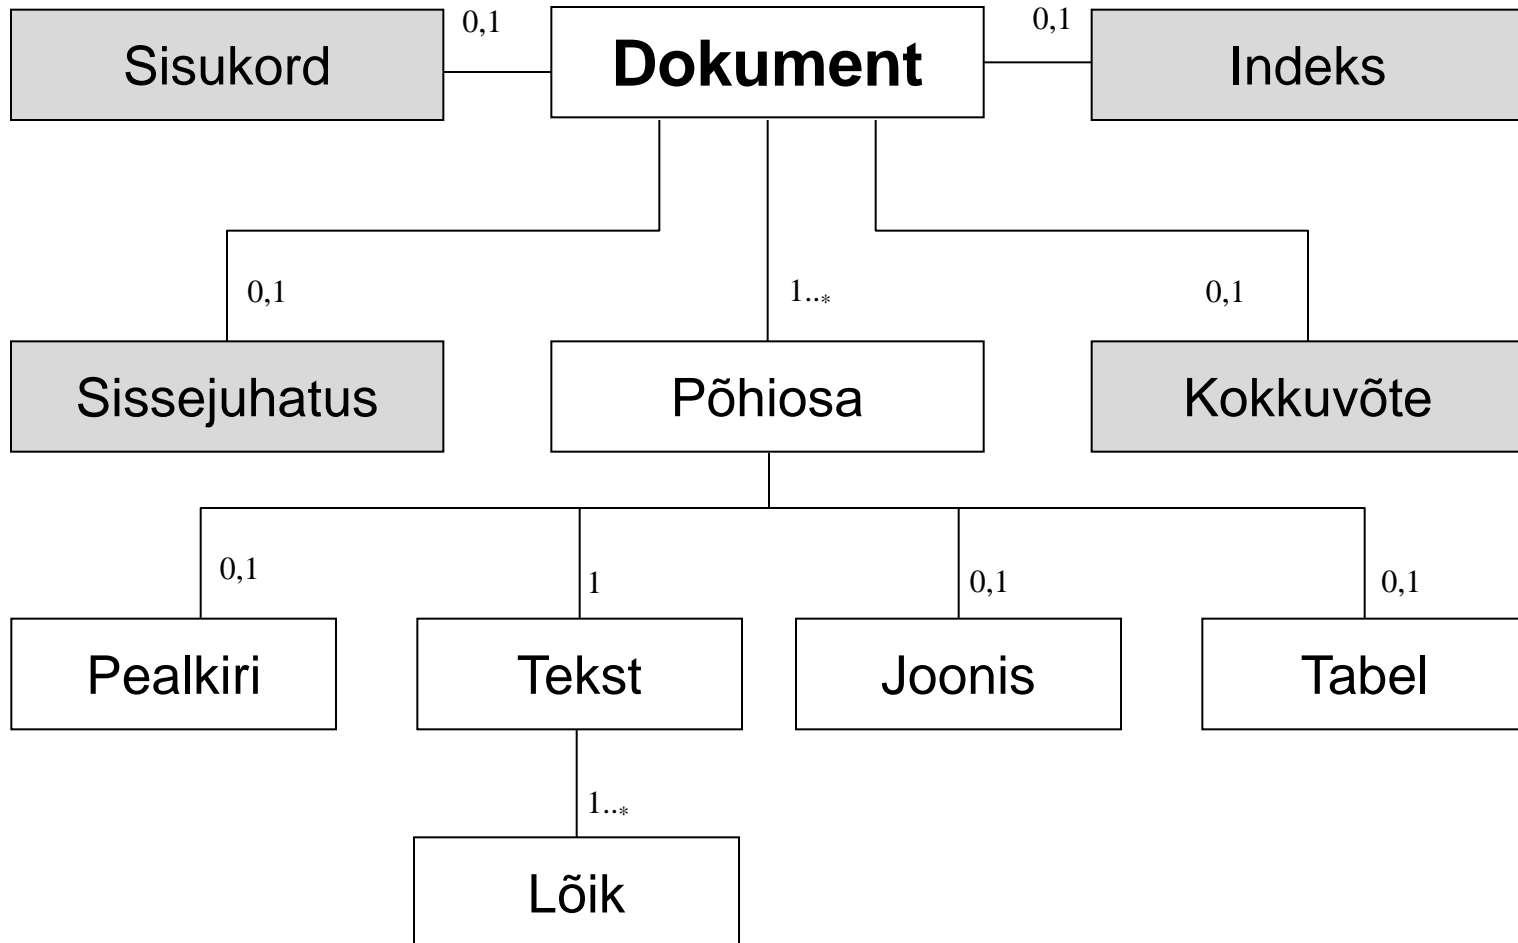 0,1
0,1
Sisukord
Dokument
Indeks
0,1
1..*
0,1
Sissejuhatus
Põhiosa
Kokkuvõte
0,1
1
0,1
0,1
Pealkiri
Tekst
Joonis
Tabel
1..*
Lõik